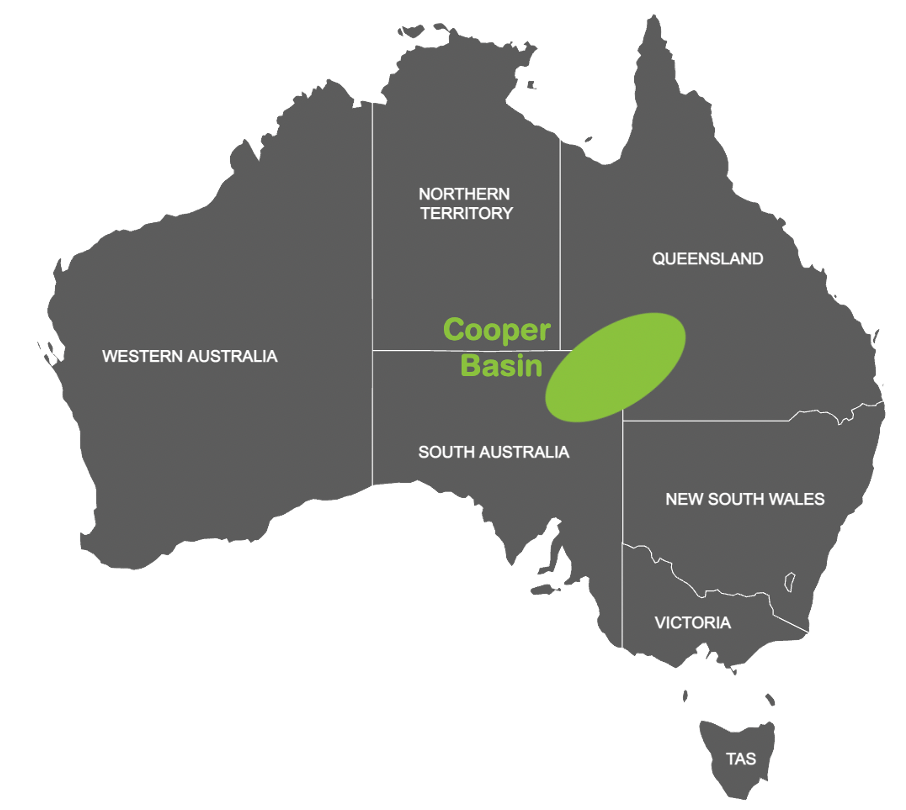 NORTHERN
TERRITORY
QUEENSLAND
Cooper
Basin
WESTERN AUSTRALIA
SOUTH AUSTRALIA
NEW SOUTH WALES
VICTORIA
TAS